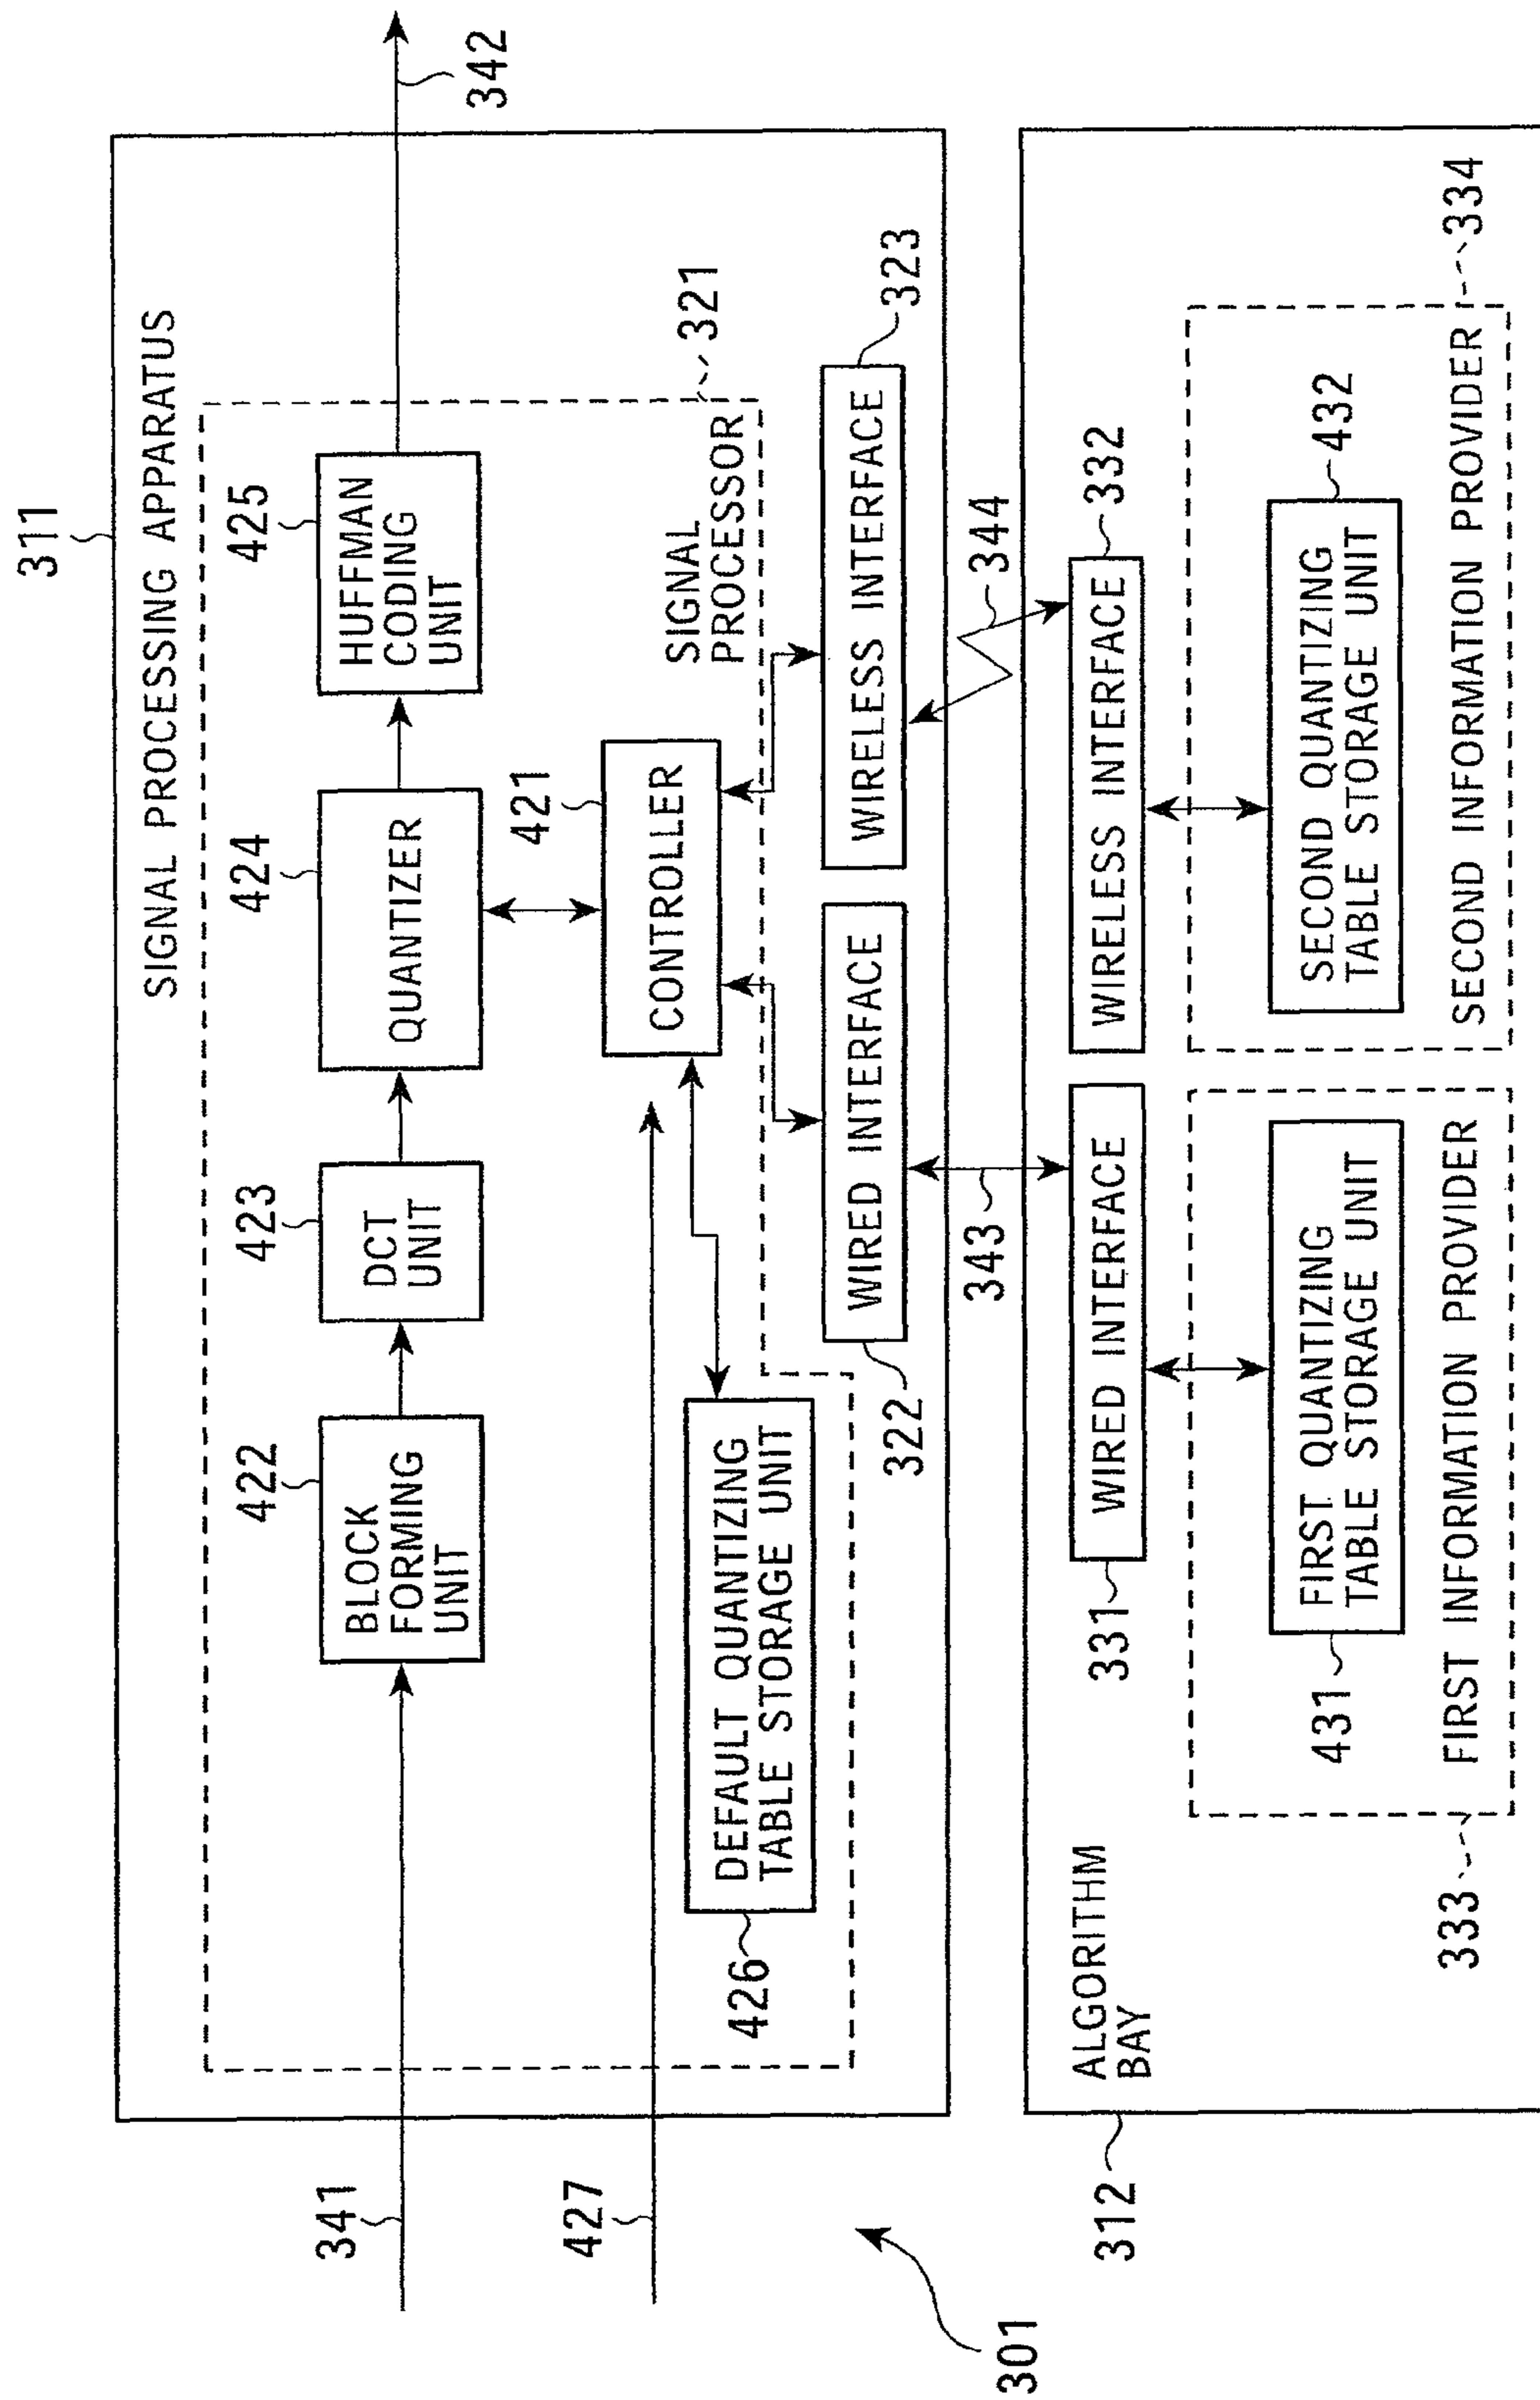 311
SIGNAL PROCESSING APPARATUS
341
422
BLOCK
FORMING
UNIT
423
DCT
UNIT
424
QUANTIZER
425
HUFFMAN
CODING
UNIT
342
427
421
CONTROLLER
SIGNAL
PROCESSOR
321
426
DEFAULT QUANTIZING
TABLE STORAGE UNIT
322
WIRED INTERFACE
WIRELESS INTERFACE
323
343
344
301
312
ALGORITHM
BAY
331
WIRED INTERFACE
WIRELESS INTERFACE
332
431
FIRST QUANTIZING
TABLE STORAGE UNIT
333
FIRST INFORMATION PROVIDER
SECOND QUANTIZING
TABLE STORAGE UNIT
432
SECOND INFORMATION PROVIDER
334